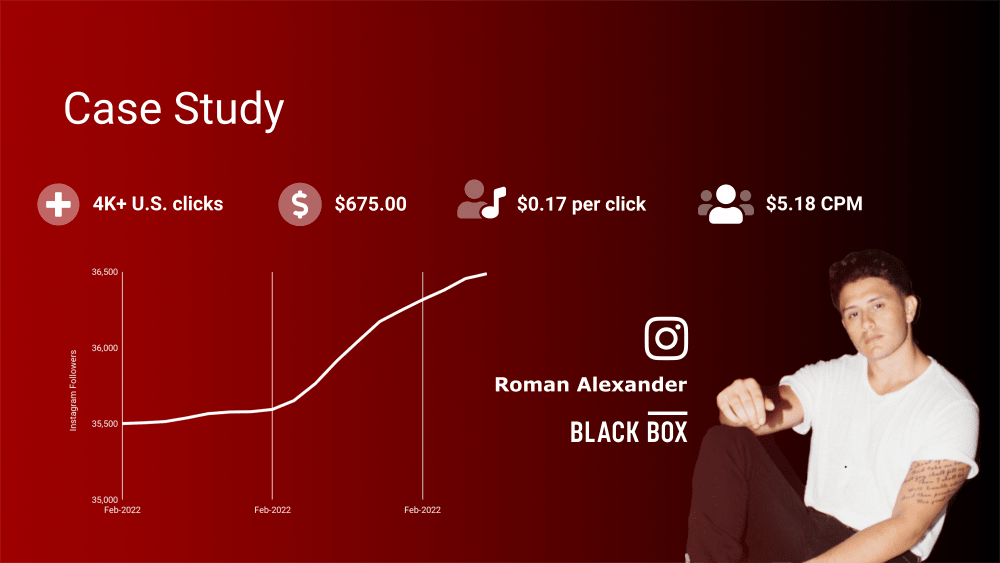 Case Study
4K+ U.S. clicks
$675.00
$0.17 per click
$5.18 CPM
36,500
36,000
35,500
35,000
Instagram Followers
Feb-2022
Feb-2022
Feb-2022
Roman Alexander
BLACK BOX